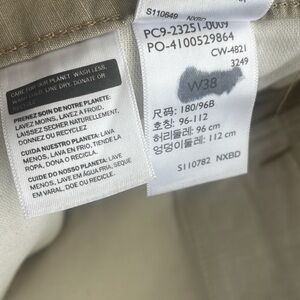 S110649 NXBD
CARE FOR OUR PLANET: WASH LESS,
WASH COLD, LINE DRY, DONATE OR
RECYCLE
PRENEZ SOIN DE NOTRE PLANÈTE:
LAVEZ MOINS, LAVEZ À FROID,
LAISSEZ SÉCHER NATURELLEMENT,
DONNEZ OU RECYCLEZ
CUIDA NUESTRO PLANETA: LAVA
MENOS, LAVA EN FRÍO, TIENDE LA
ROPA, DONA O RECICLA.
CUIDE DO NOSSO PLANETA: LAVE
MENOS, LAVE EM ÁGUA FRIA, SEQUE
EM VARAL, DOE OU RECICLE.
PC9-23251-0009
PO-4100529864
CW-4821
3249
W38
尺码: 180/96B
호칭: 96-112
허리둘레: 96 cm
엉덩이둘레: 112 cm
S110782 NXBD